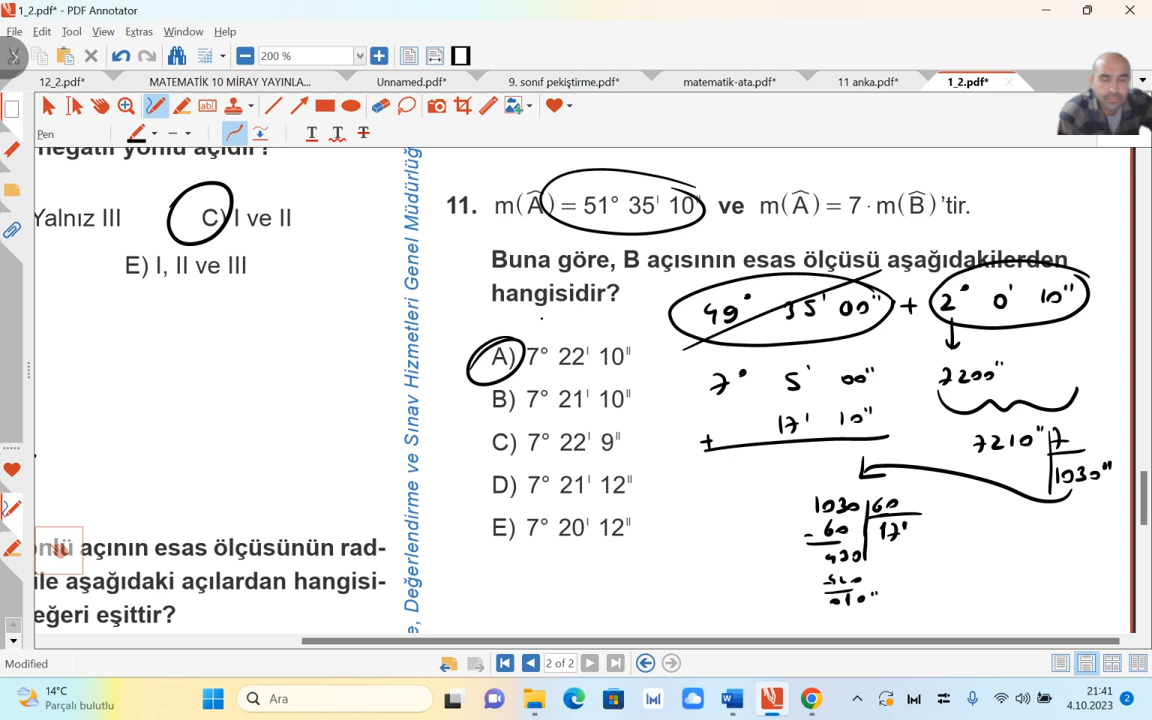 1_2.pdf* - PDF Annotator
File Edit Tool View Extras Window Help
200 %
12_2.pdf* MATEMATİK 10 MİRAY YAYINLA... Unnamed.pdf* 9. sınıf pekiştirme.pdf* matematik-ata.pdf* 11 anka.pdf* 1_2.pdf*
Pen
negatif yönlü açıdır?
Yalnız III C) I ve II
E) I, II ve III
onlü açının esas ölçüsünün rad-
ile aşağıdaki açılardan hangisi-
eğeri eşittir?
e, Değerlendirme ve Sınav Hizmetleri Genel Müdürlüğ
11. m(Â) = 51° 35' 10'' ve m(Â) = 7 · m(B̂) 'tir.
Buna göre, B açısının esas ölçüsü aşağıdakilerden
hangisidir?
49° 35' 00'' + 2° 0' 10''
A) 7° 22' 10''
B) 7° 21' 10''
C) 7° 22' 9''
D) 7° 21' 12''
E) 7° 20' 12''
7° 5' 00''
+ 17' 10''
7200''
7210'' 7
1030''
1030 60
- 60 17'
430
420
010''
Modified 2 of 2
14°C
Parçalı bulutlu
Ara
21:41
4.10.2023
2